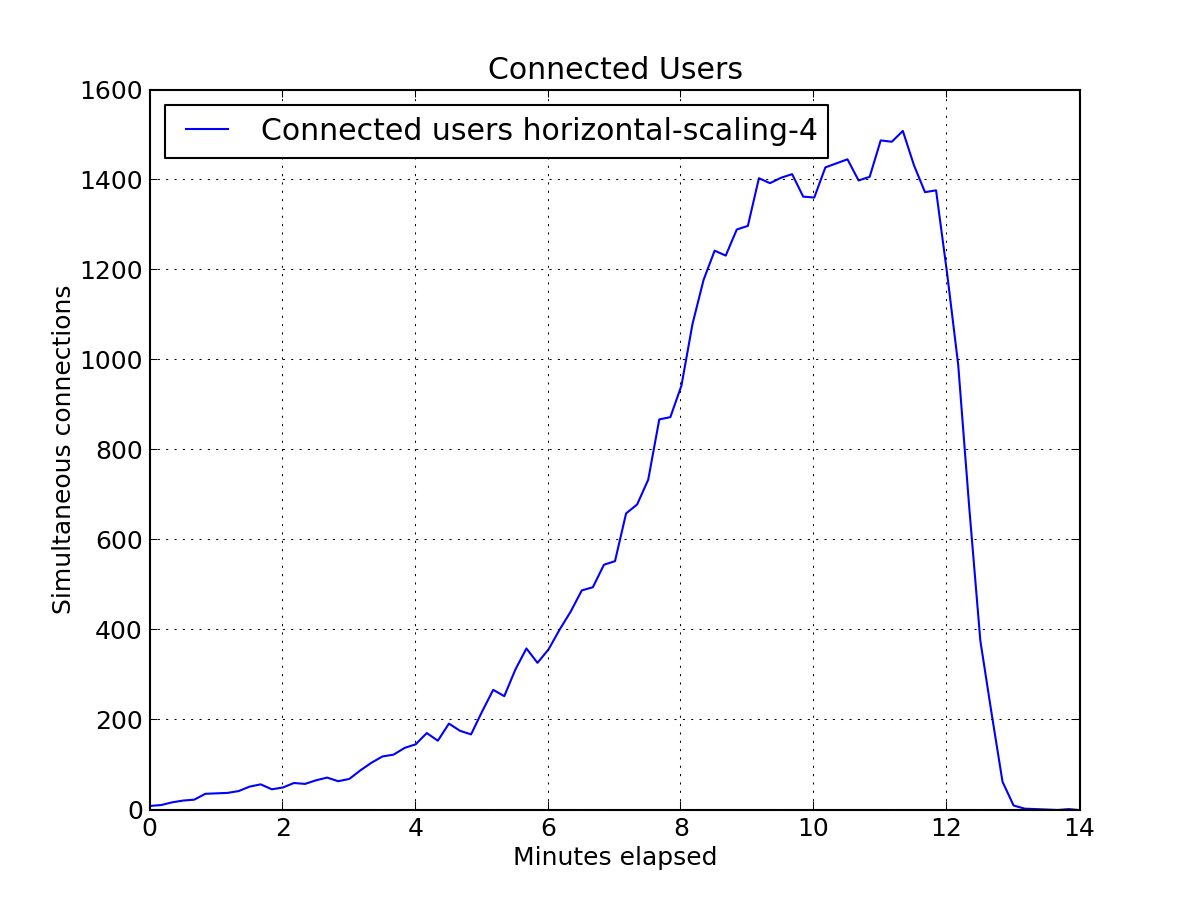 Connected Users
Connected users horizontal-scaling-4
1600
1400
1200
1000
800
600
400
200
0
Simultaneous connections
0 2 4 6 8 10 12 14
Minutes elapsed